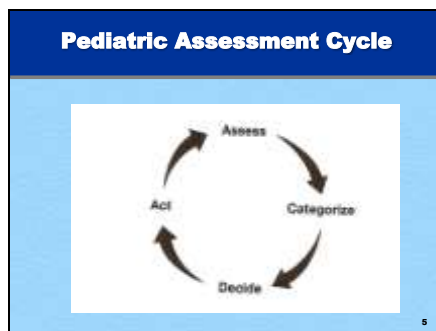 Pediatric Assessment Cycle
Assess
Act
Categorize
Decide
5